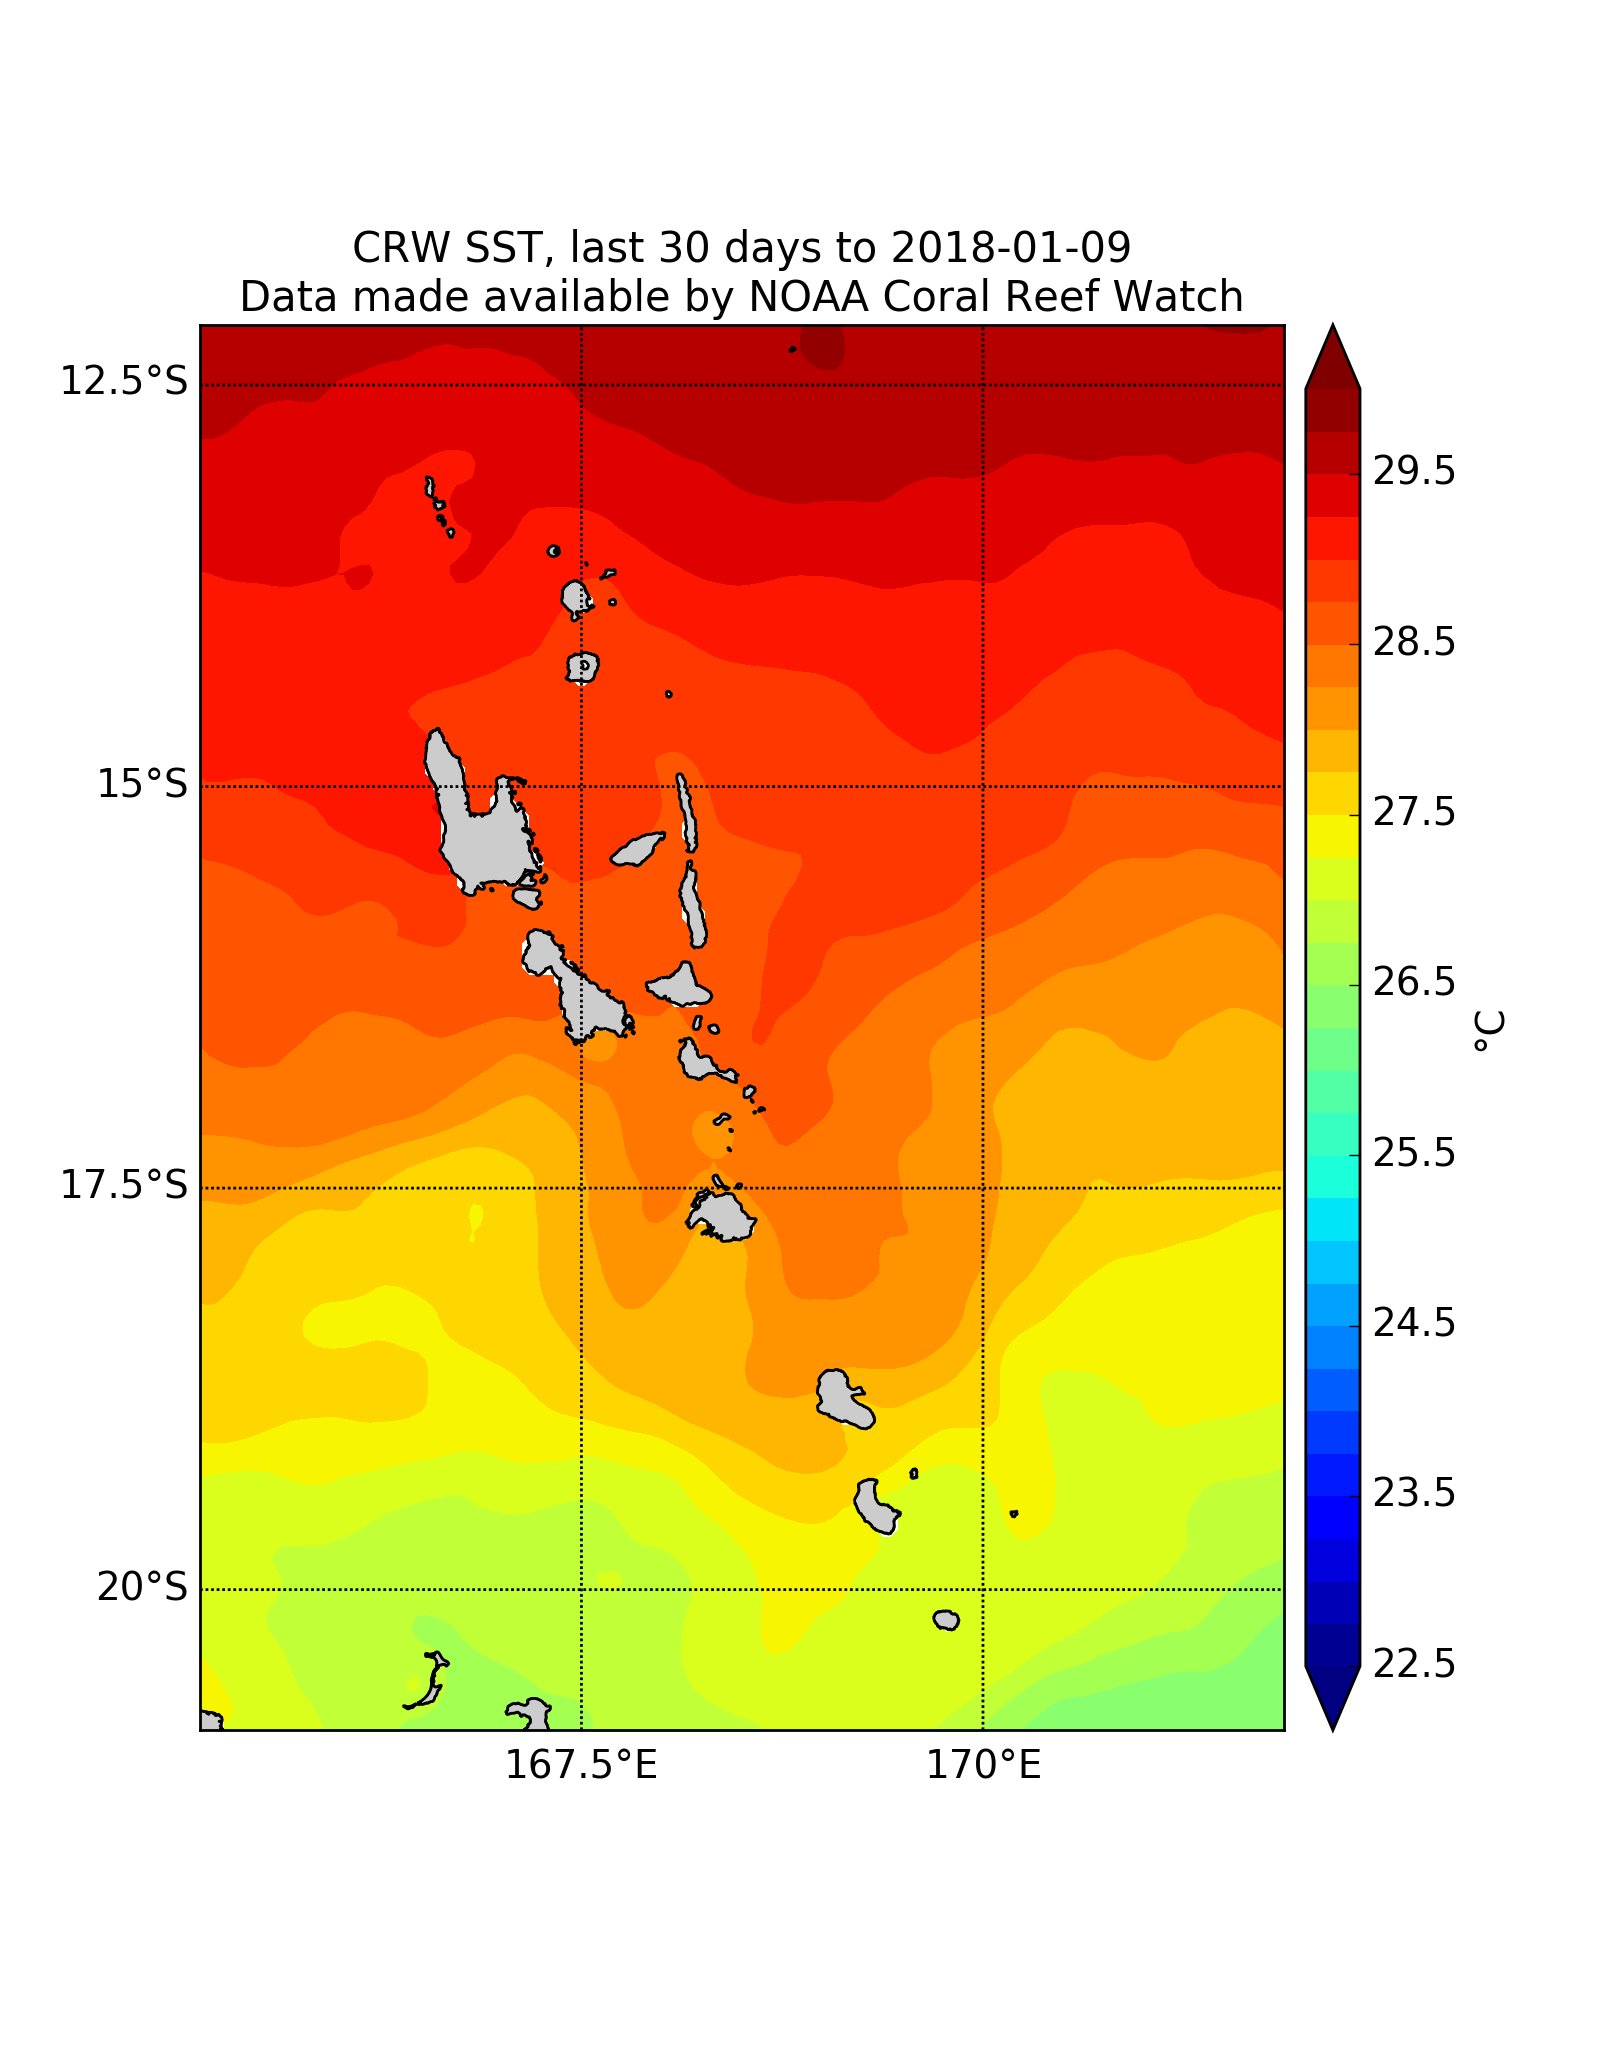 CRW SST, last 30 days to 2018-01-09
Data made available by NOAA Coral Reef Watch
12.5°S
15°S
17.5°S
20°S
167.5°E
170°E
29.5
28.5
27.5
26.5
25.5
24.5
23.5
22.5
°C